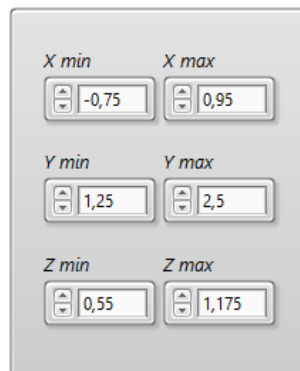 X min X max
-0,75 0,95
Y min Y max
1,25 2,5
Z min Z max
0,55 1,175